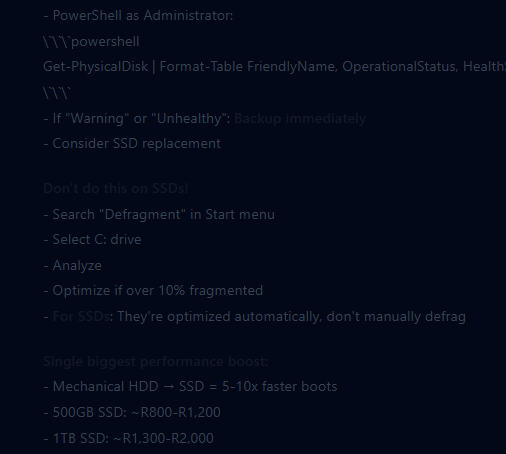 - PowerShell as Administrator:
\`\`\`powershell
Get-PhysicalDisk | Format-Table FriendlyName, OperationalStatus, HealthS
\`\`\`
- If "Warning" or "Unhealthy": Backup immediately
- Consider SSD replacement
Don't do this on SSDs!
- Search "Defragment" in Start menu
- Select C: drive
- Analyze
- Optimize if over 10% fragmented
- For SSDs: They're optimized automatically, don't manually defrag
Single biggest performance boost:
- Mechanical HDD → SSD = 5-10x faster boots
- 500GB SSD: ~R800-R1,200
- 1TB SSD: ~R1,300-R2,000